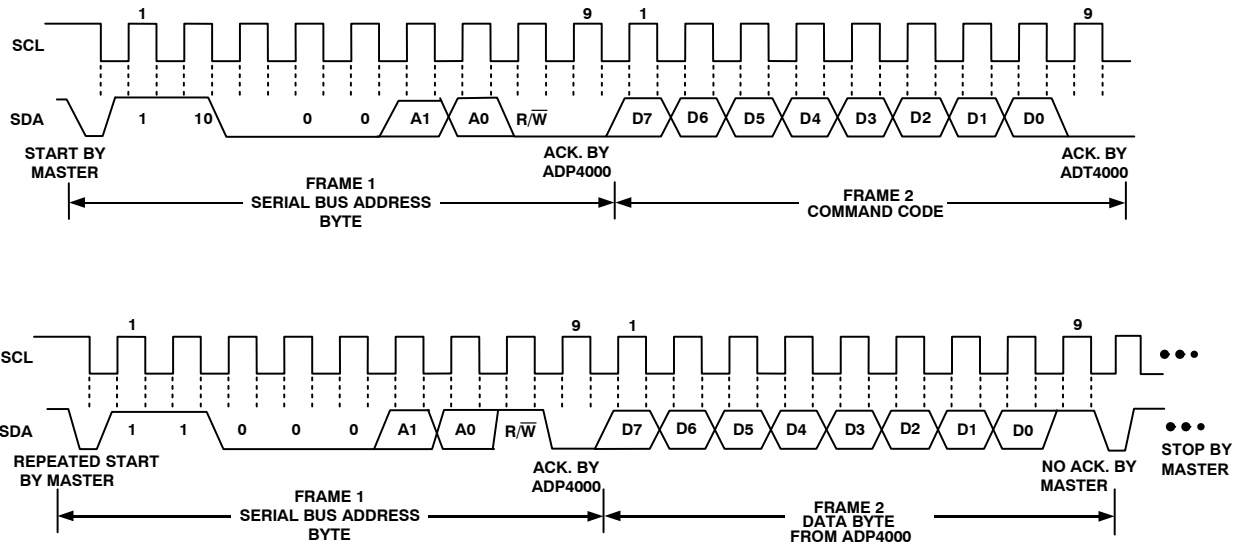 1 9 1 9
SCL
SDA 1 10 0 0 A1 A0 R/W̅ D7 D6 D5 D4 D3 D2 D1 D0
START BY
MASTER
ACK. BY
ADP4000
ACK. BY
ADT4000
FRAME 1
SERIAL BUS ADDRESS
BYTE
FRAME 2
COMMAND CODE
1 9 1 9
SCL
SDA 1 1 0 0 0 A1 A0 R/W̅ D7 D6 D5 D4 D3 D2 D1 D0
REPEATED START
BY MASTER
ACK. BY
ADP4000
NO ACK. BY
MASTER
STOP BY
MASTER
FRAME 1
SERIAL BUS ADDRESS
BYTE
FRAME 2
DATA BYTE
FROM ADP4000